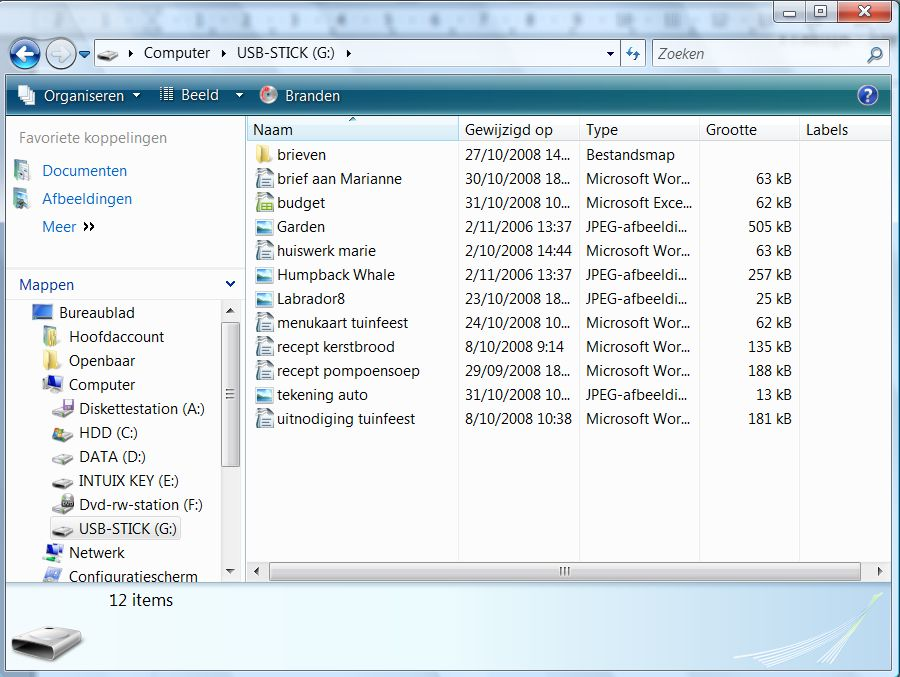 Computer USB-STICK (G:) Zoeken
Organiseren Beeld Branden ?
Favoriete koppelingen
Documenten
Afbeeldingen
Meer
Mappen
Bureaublad
Hoofdaccount
Openbaar
Computer
Diskettestation (A:)
HDD (C:)
DATA (D:)
INTUIX KEY (E:)
Dvd-rw-station (F:)
USB-STICK (G:)
Netwerk
Configuratiescherm
Naam Gewijzigd op Type Grootte Labels
brieven 27/10/2008 14... Bestandsmap
brief aan Marianne 30/10/2008 18... Microsoft Wor... 63 kB
budget 31/10/2008 10... Microsoft Exce... 62 kB
Garden 2/11/2006 13:37 JPEG-afbeeldi... 505 kB
huiswerk marie 2/10/2008 14:44 Microsoft Wor... 63 kB
Humpback Whale 2/11/2006 13:37 JPEG-afbeeldi... 257 kB
Labrador8 23/10/2008 18... JPEG-afbeeldi... 25 kB
menukaart tuinfeest 24/10/2008 10... Microsoft Wor... 62 kB
recept kerstbrood 8/10/2008 9:14 Microsoft Wor... 135 kB
recept pompoensoep 29/09/2008 18... Microsoft Wor... 188 kB
tekening auto 31/10/2008 10... JPEG-afbeeldi... 13 kB
uitnodiging tuinfeest 8/10/2008 10:38 Microsoft Wor... 181 kB
12 items